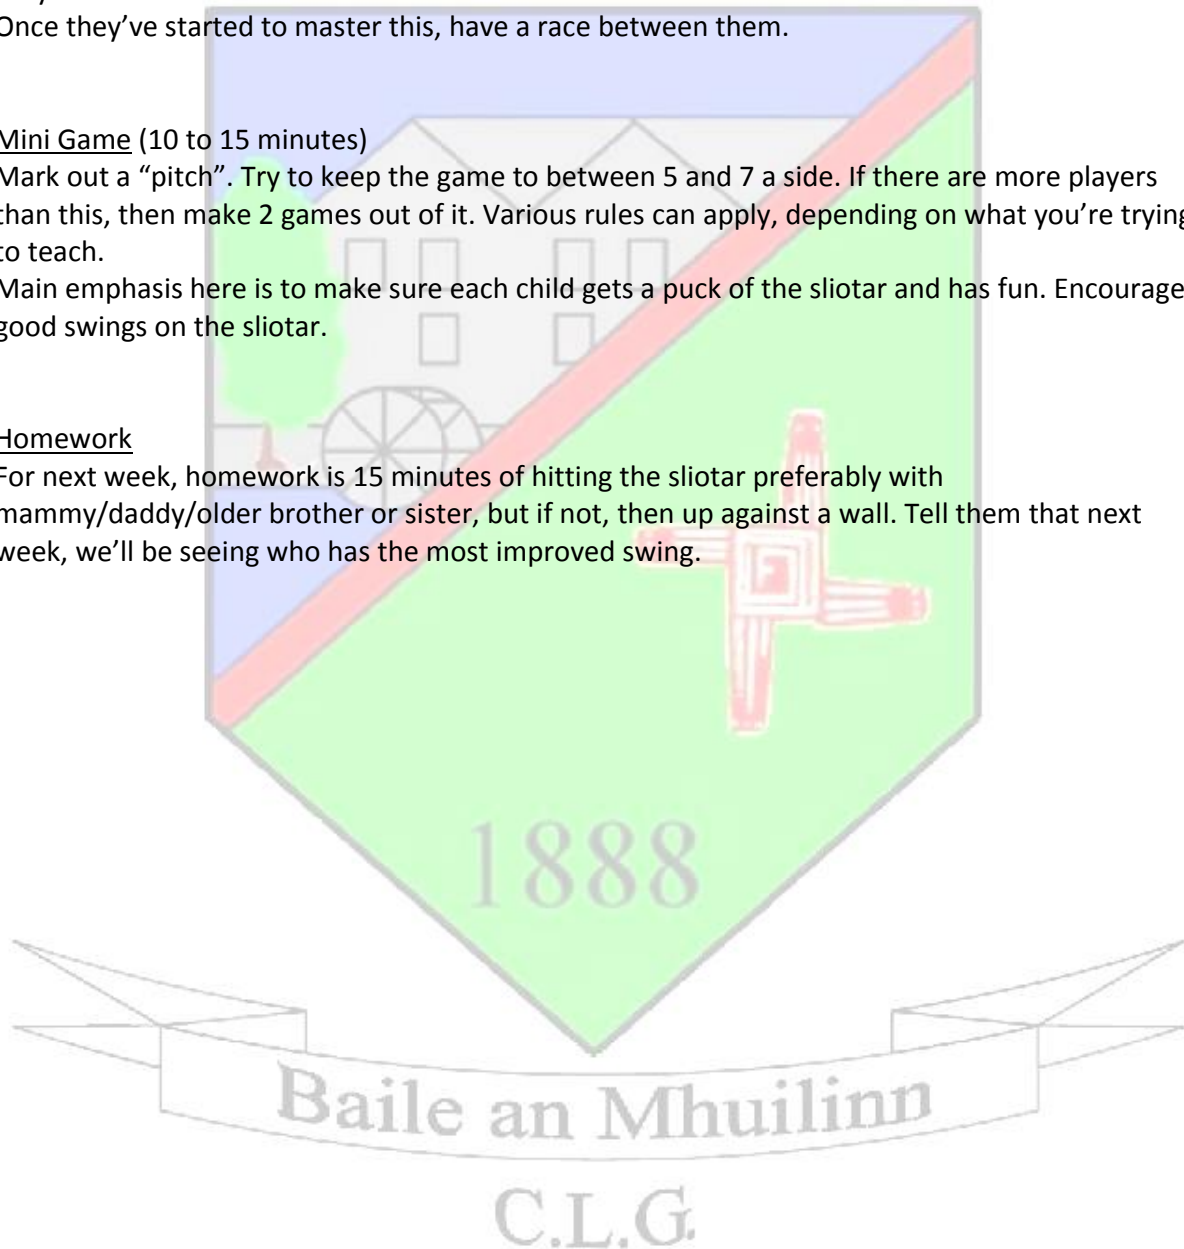 Once they’ve started to master this, have a race between them.
Mini Game (10 to 15 minutes)
Mark out a “pitch”. Try to keep the game to between 5 and 7 a side. If there are more players
than this, then make 2 games out of it. Various rules can apply, depending on what you’re trying
to teach.
Main emphasis here is to make sure each child gets a puck of the sliotar and has fun. Encourage
good swings on the sliotar.
Homework
For next week, homework is 15 minutes of hitting the sliotar preferably with
mammy/daddy/older brother or sister, but if not, then up against a wall. Tell them that next
week, we’ll be seeing who has the most improved swing.
1888
Baile an Mhuilinn
C.L.G.